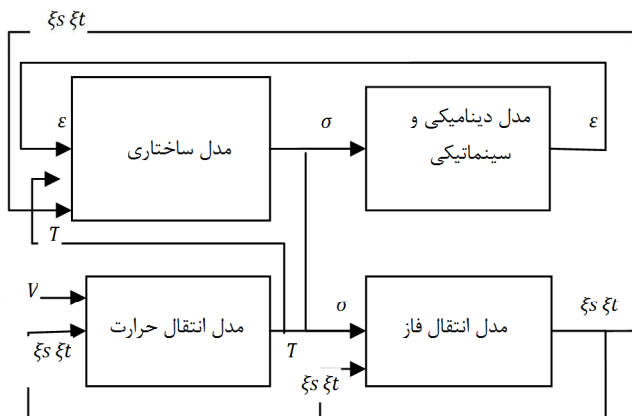 ξs ξt
ε
مدل ساختاری
σ
مدل دینامیکی و
سینماتیکی
ε
T
V
مدل انتقال حرارت
ξs ξt
T
σ
مدل انتقال فاز
ξs ξt
ξs ξt